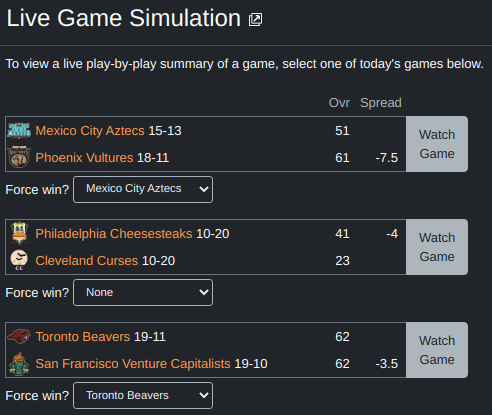 Live Game Simulation
To view a live play-by-play summary of a game, select one of today's games below.
Ovr Spread
Mexico City Aztecs 15-13 51
Phoenix Vultures 18-11 61 -7.5
Watch
Game
Force win? Mexico City Aztecs
Philadelphia Cheesesteaks 10-20 41 -4
Cleveland Curses 10-20 23
Watch
Game
Force win? None
Toronto Beavers 19-11 62
San Francisco Venture Capitalists 19-10 62 -3.5
Watch
Game
Force win? Toronto Beavers